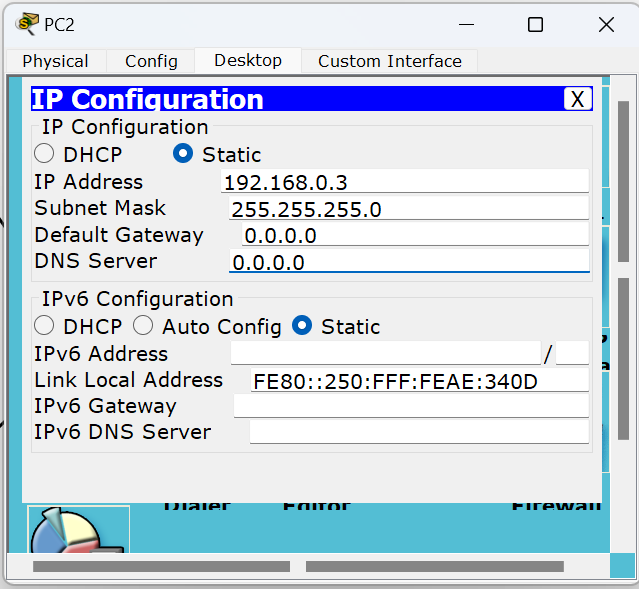 PC2
Physical Config Desktop Custom Interface
IP Configuration X
IP Configuration
DHCP Static
IP Address 192.168.0.3
Subnet Mask 255.255.255.0
Default Gateway 0.0.0.0
DNS Server 0.0.0.0
IPv6 Configuration
DHCP Auto Config Static
IPv6 Address /
Link Local Address FE80::250:FFF:FEAE:340D
IPv6 Gateway
IPv6 DNS Server
Dialer Editor Firewall